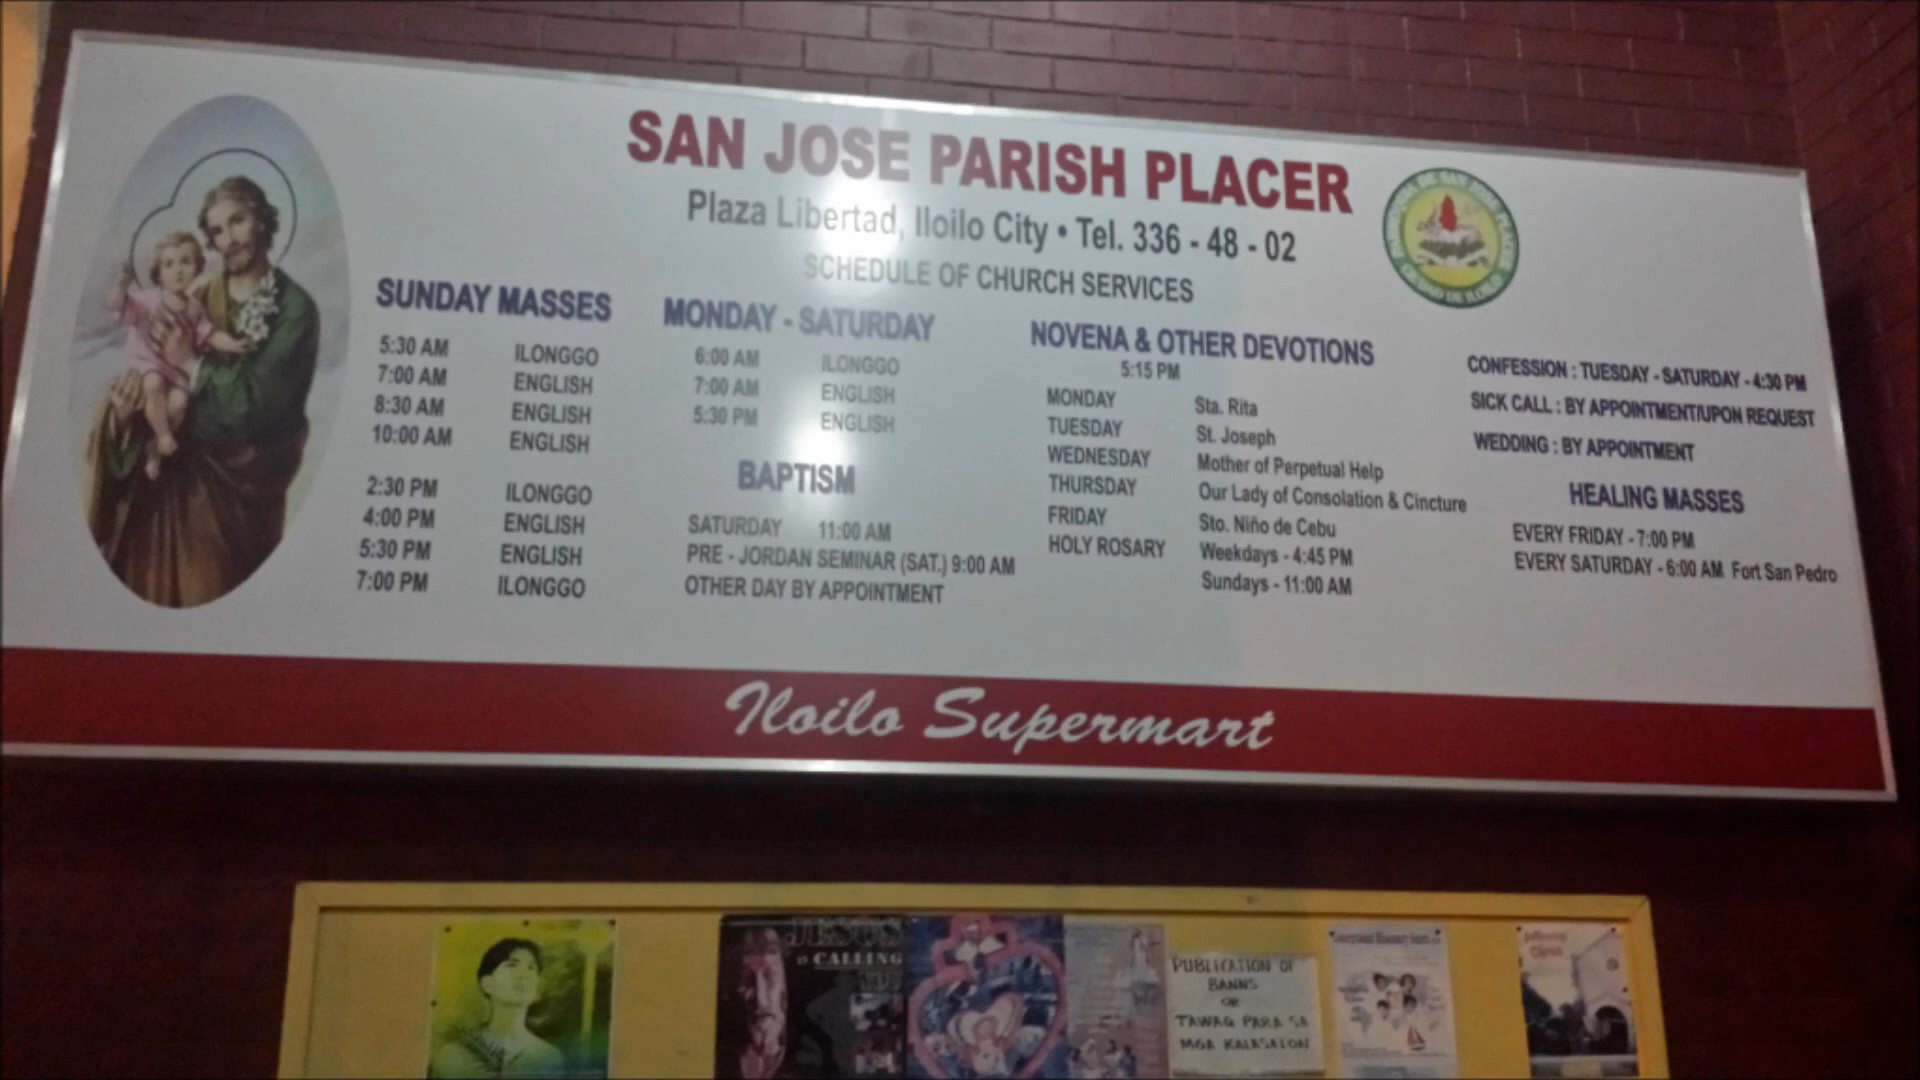 SAN JOSE PARISH PLACER
Plaza Libertad, Iloilo City • Tel. 336 - 48 - 02
SCHEDULE OF CHURCH SERVICES
SUNDAY MASSES
5:30 AM ILONGGO
7:00 AM ENGLISH
8:30 AM ENGLISH
10:00 AM ENGLISH
2:30 PM ILONGGO
4:00 PM ENGLISH
5:30 PM ENGLISH
7:00 PM ILONGGO
MONDAY - SATURDAY
6:00 AM ILONGGO
7:00 AM ENGLISH
5:30 PM ENGLISH
BAPTISM
SATURDAY 11:00 AM
PRE - JORDAN SEMINAR (SAT.) 9:00 AM
OTHER DAY BY APPOINTMENT
NOVENA & OTHER DEVOTIONS
5:15 PM
MONDAY Sta. Rita
TUESDAY St. Joseph
WEDNESDAY Mother of Perpetual Help
THURSDAY Our Lady of Consolation & Cincture
FRIDAY Sto. Niño de Cebu
HOLY ROSARY Weekdays - 4:45 PM
Sundays - 11:00 AM
CONFESSION : TUESDAY - SATURDAY - 4:30 PM
SICK CALL : BY APPOINTMENT/UPON REQUEST
WEDDING : BY APPOINTMENT
HEALING MASSES
EVERY FRIDAY - 7:00 PM
EVERY SATURDAY - 6:00 AM Fort San Pedro
Iloilo Supermart
JESUS
IS CALLING
YOU
PUBLICATION OF
BANNS
OR
TAWAG PARA SA
MGA KALASALON